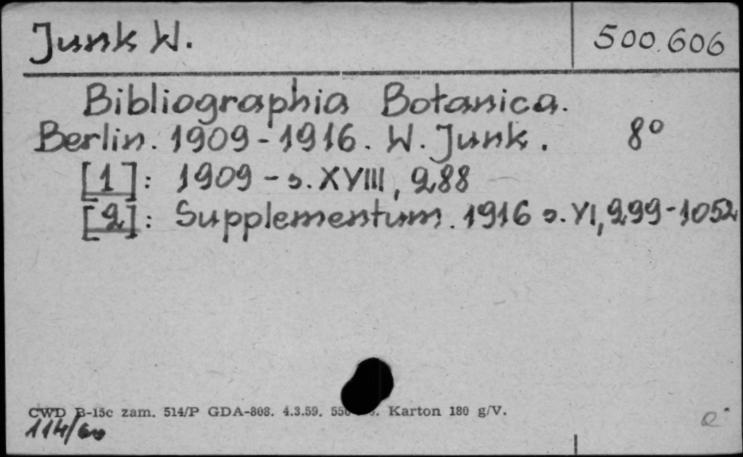 Junk W.
500.606
Bibliographia Botanica.
Berlin. 1909-1916. W. Junk. 8°
[1]: 1909 - s. XVIII, 288
[2]: Supplementum. 1916 s. VI, 299-1052
CWD B-15c zam. 514/P GDA-808. 4.3.59. Karton 180 g/V.
114/60